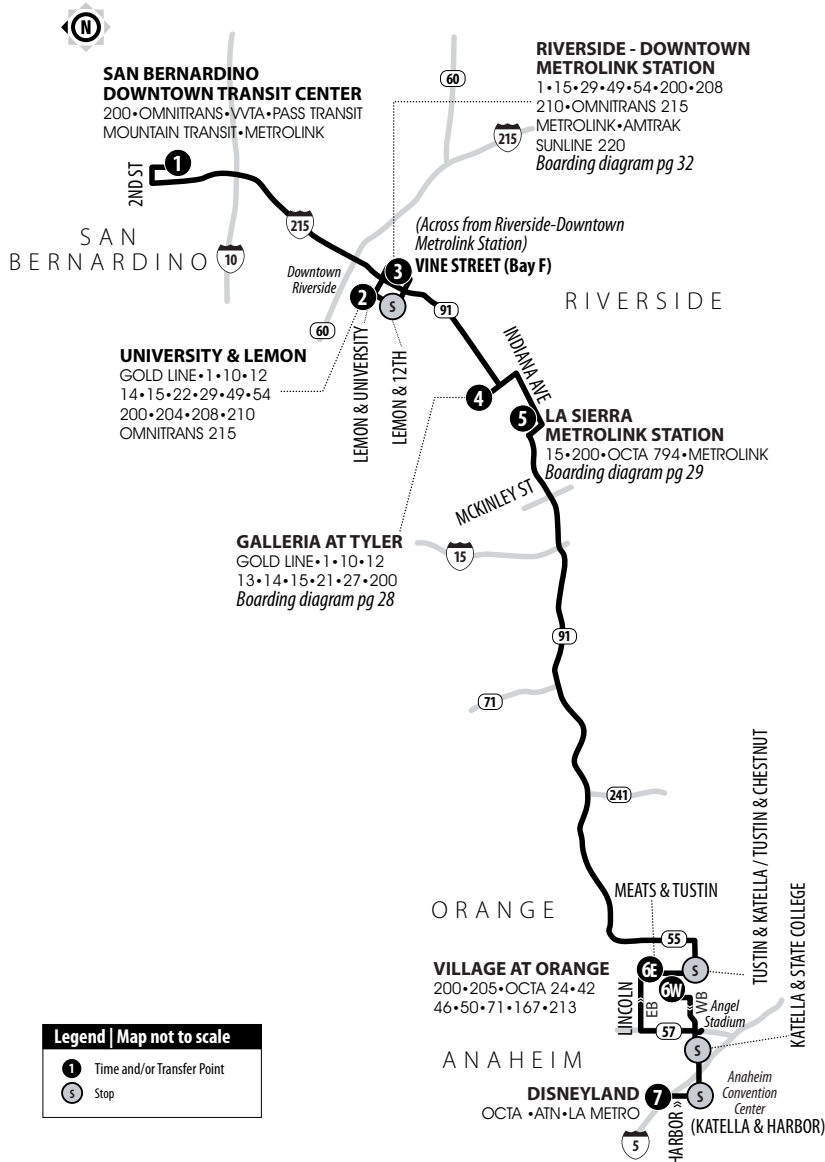 N
SAN BERNARDINO
DOWNTOWN TRANSIT CENTER
200•OMNITRANS•VVTA•PASS TRANSIT
MOUNTAIN TRANSIT•METROLINK
RIVERSIDE - DOWNTOWN
METROLINK STATION
1•15•29•49•54•200•208
210•OMNITRANS 215
METROLINK•AMTRAK
SUNLINE 220
Boarding diagram pg 32
60
215
2ND ST
1
215
SAN
BERNARDINO
10
(Across from Riverside-Downtown
Metrolink Station)
VINE STREET (Bay F)
3
Downtown
Riverside
2
S
91
RIVERSIDE
60
UNIVERSITY & LEMON
GOLD LINE•1•10•12
14•15•22•29•49•54
200•204•208•210
OMNITRANS 215
LEMON & UNIVERSITY
LEMON & 12TH
INDIANA AVE
4
5
LA SIERRA
METROLINK STATION
15•200•OCTA 794•METROLINK
Boarding diagram pg 29
MCKINLEY ST
GALLERIA AT TYLER
GOLD LINE•1•10•12
13•14•15•21•27•200
Boarding diagram pg 28
15
91
71
241
TUSTIN & KATELLA / TUSTIN & CHESTNUT
MEATS & TUSTIN
KATELLA & STATE COLLEGE
ORANGE
55
VILLAGE AT ORANGE
200•205•OCTA 24•42
46•50•71•167•213
6E
S
6W
LINCOLN
EB
WB
Angel
Stadium
57
S
ANAHEIM
DISNEYLAND
OCTA •ATN•LA METRO
7
S
Anaheim
Convention
Center
(KATELLA & HARBOR)
HARBOR
5
Legend | Map not to scale
1 Time and/or Transfer Point
S Stop